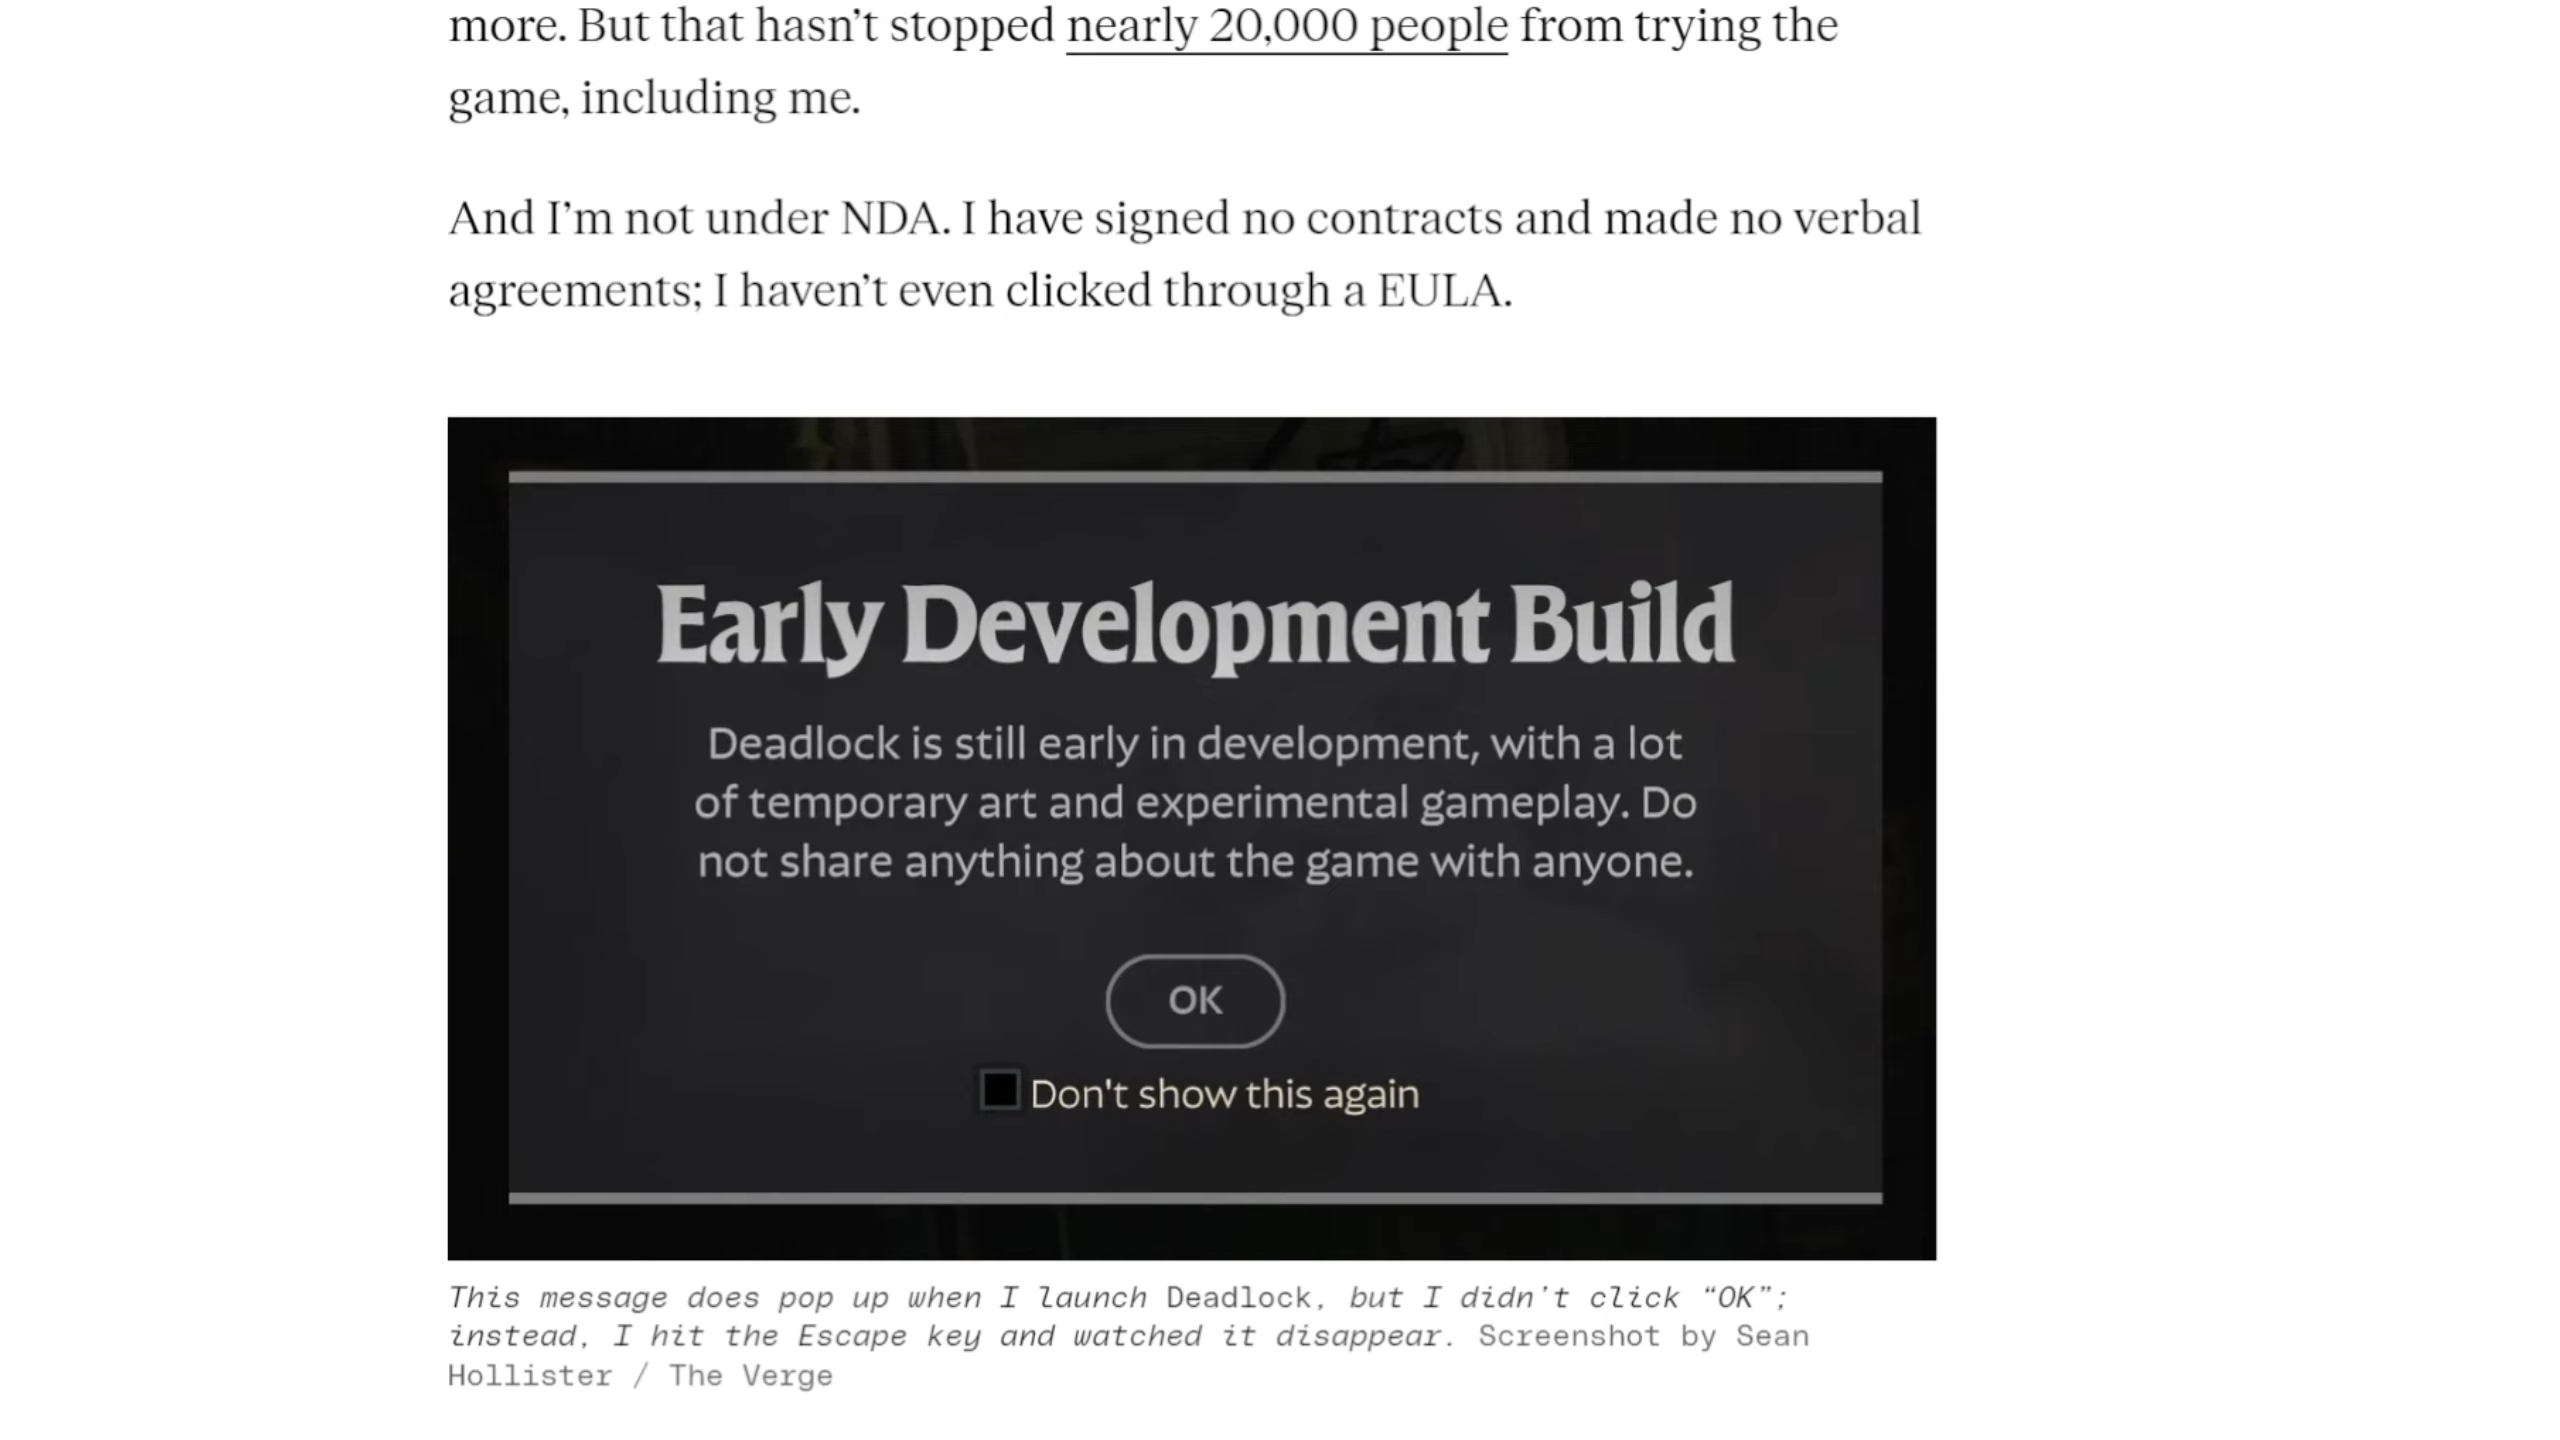 more. But that hasn’t stopped nearly 20,000 people from trying the
game, including me.
And I’m not under NDA. I have signed no contracts and made no verbal
agreements; I haven’t even clicked through a EULA.
Early Development Build
Deadlock is still early in development, with a lot
of temporary art and experimental gameplay. Do
not share anything about the game with anyone.
OK
Don't show this again
This message does pop up when I launch Deadlock, but I didn’t click “OK”;
instead, I hit the Escape key and watched it disappear. Screenshot by Sean
Hollister / The Verge